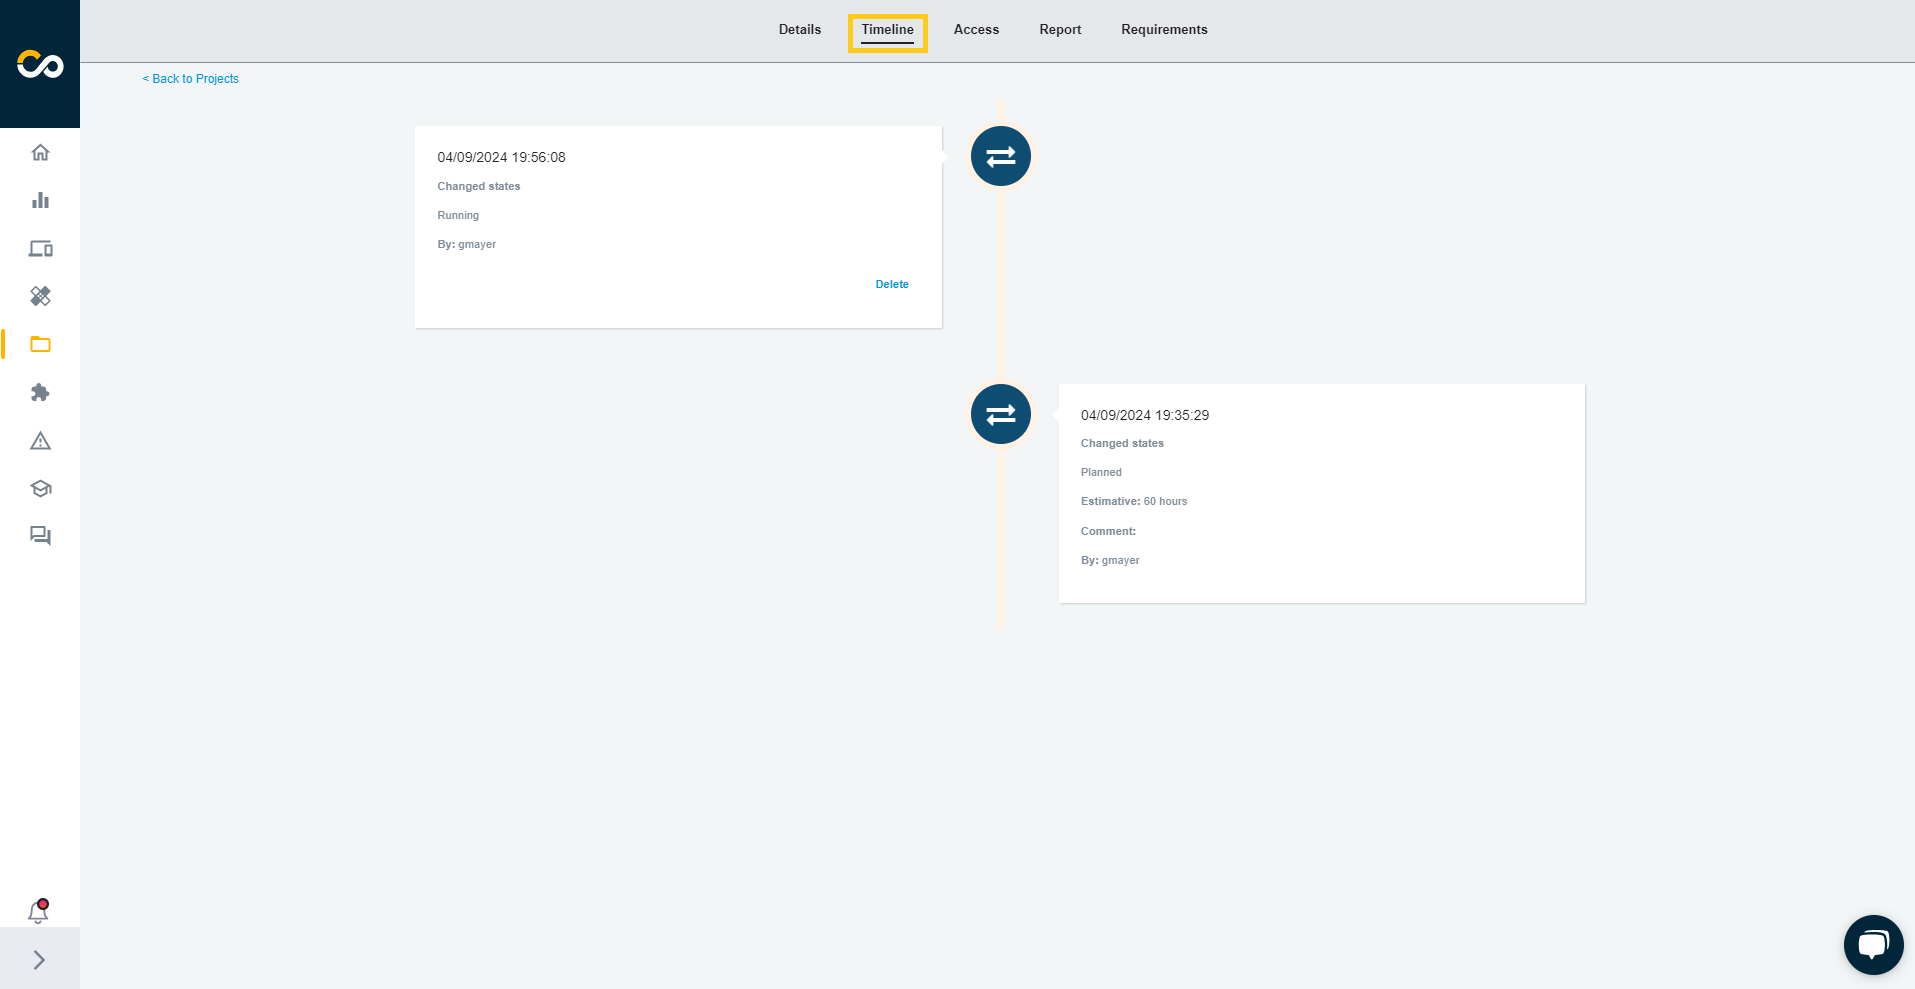 Details
Timeline
Access
Report
Requirements
< Back to Projects
04/09/2024 19:56:08
Changed states
Running
By: gmayer
Delete
04/09/2024 19:35:29
Changed states
Planned
Estimative: 60 hours
Comment:
By: gmayer